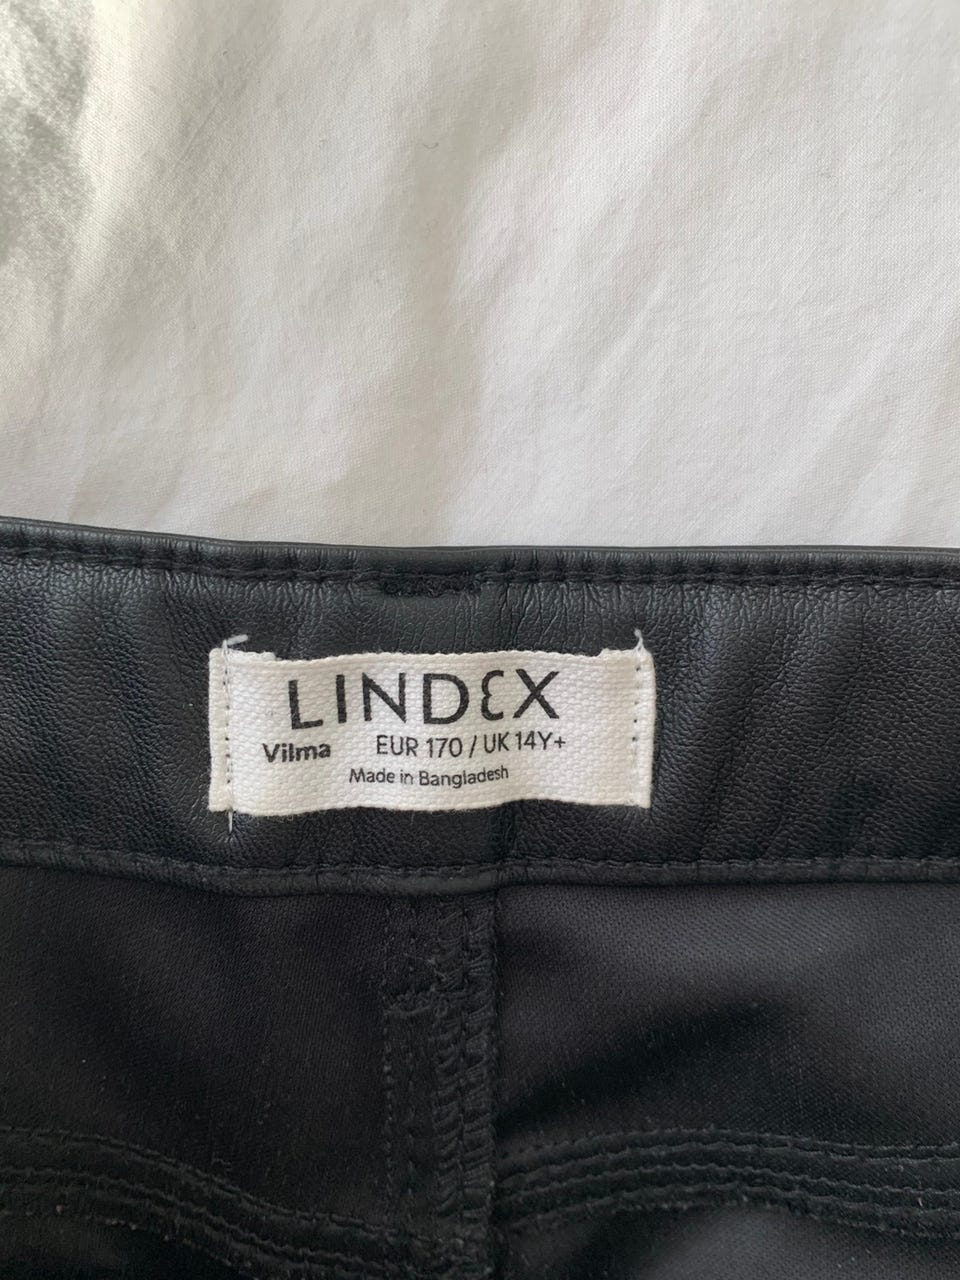 LINDEX
Vilma EUR 170 / UK 14Y+
Made in Bangladesh